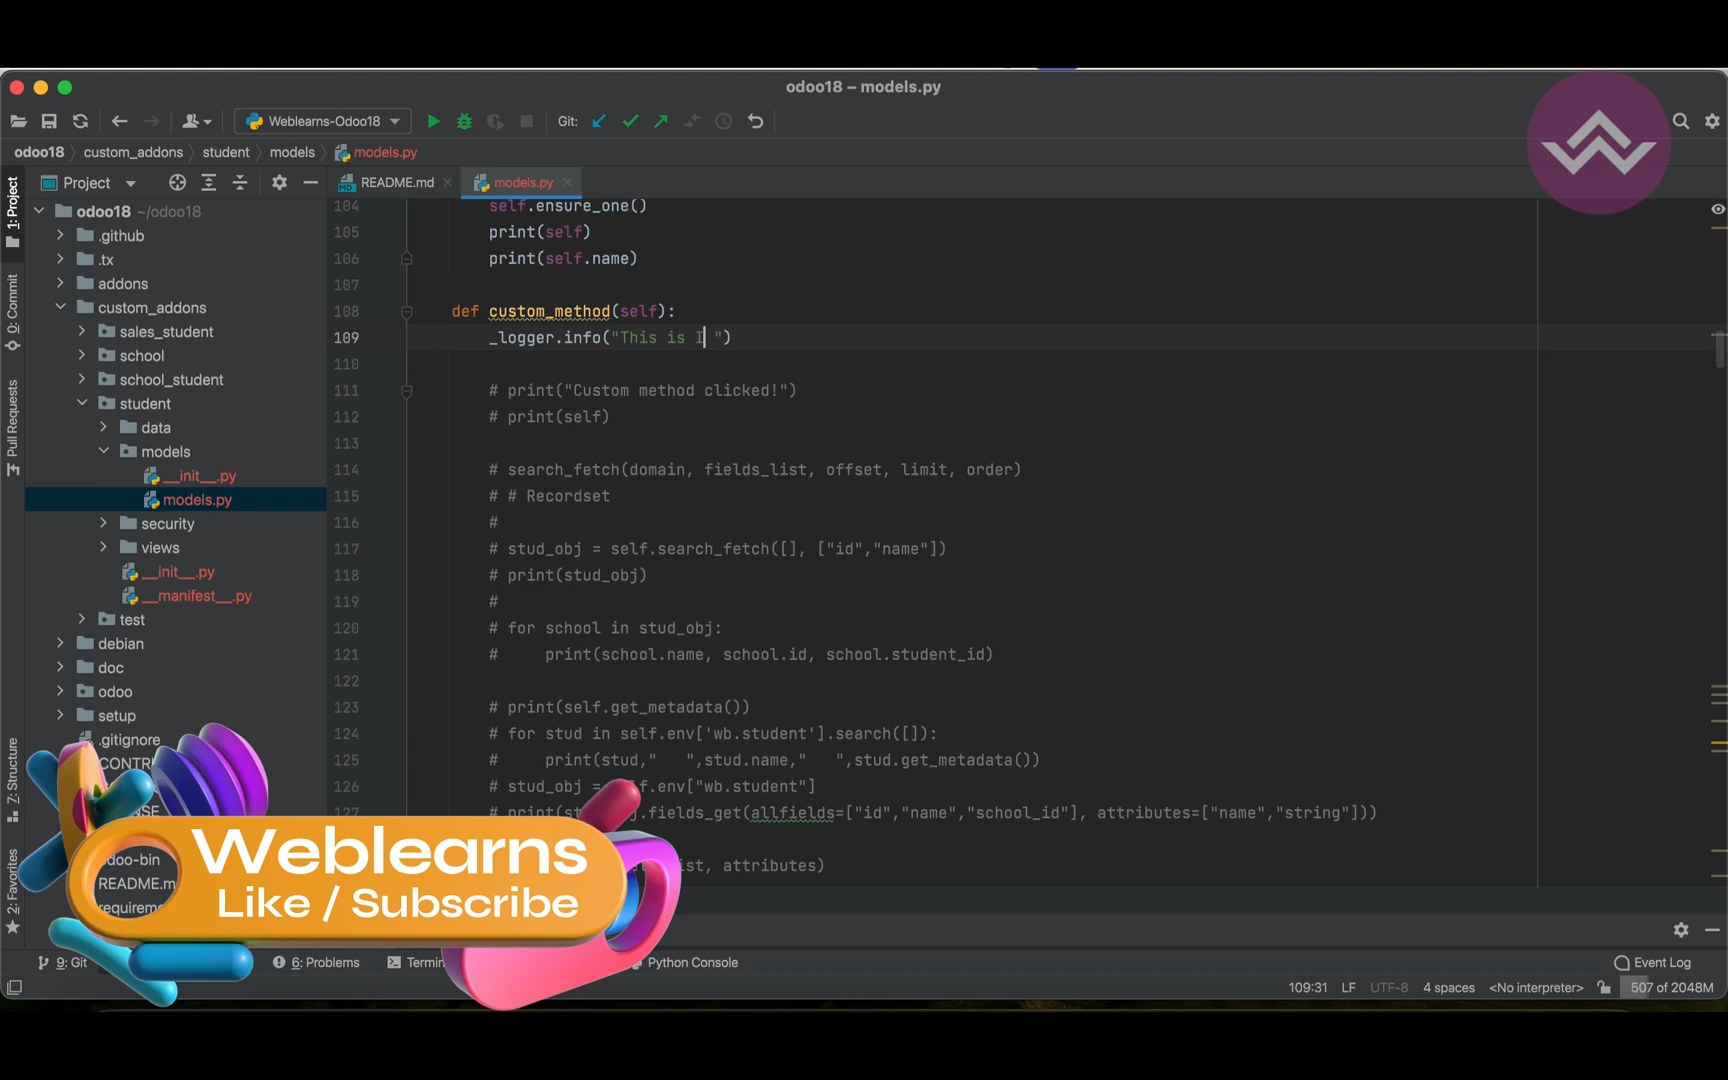 odoo18 – models.py
Weblearns-Odoo18
Git:
odoo18 custom_addons student models models.py
1: Project
0: Commit
Pull Requests
7: Structure
2: Favorites
Project
README.md
models.py
odoo18 ~/odoo18
.github
.tx
addons
custom_addons
sales_student
school
school_student
student
data
models
__init__.py
models.py
security
views
__init__.py
__manifest__.py
test
debian
doc
odoo
setup
.gitignore
README.m
104 self.ensure_one()
105 print(self)
106 print(self.name)
107
108 def custom_method(self):
109 _logger.info("This is I ")
110
111 # print("Custom method clicked!")
112 # print(self)
113
114 # search_fetch(domain, fields_list, offset, limit, order)
115 # # Recordset
116 #
117 # stud_obj = self.search_fetch([], ["id","name"])
118 # print(stud_obj)
119 #
120 # for school in stud_obj:
121 #     print(school.name, school.id, school.student_id)
122
123 # print(self.get_metadata())
124 # for stud in self.env['wb.student'].search([]):
125 #     print(stud,"   ",stud.name,"   ",stud.get_metadata())
126 # stud_obj = f.env["wb.student"]
127 # print(st .fields_get(allfields=["id","name","school_id"], attributes=["name","string"]))
ist, attributes)
Weblearns
Like / Subscribe
9: Git
6: Problems
Termin
Python Console
Event Log
109:31 LF UTF-8 4 spaces <No interpreter> 507 of 2048M